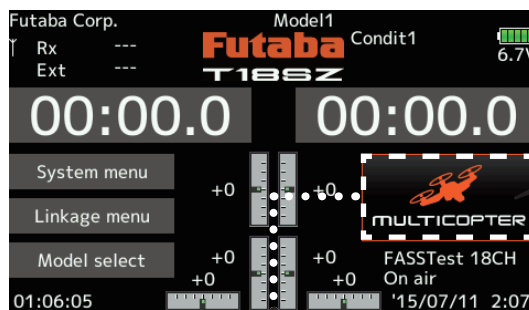 Futaba Corp.
Model1
Rx ---
Ext ---
Futaba
T18SZ
Condit1
6.7V
00:00.0
00:00.0
System menu
Linkage menu
Model select
+0
+0
MULTICOPTER
+0
+0
+0
+0
FASSTest 18CH
On air
01:06:05
'15/07/11 2:07